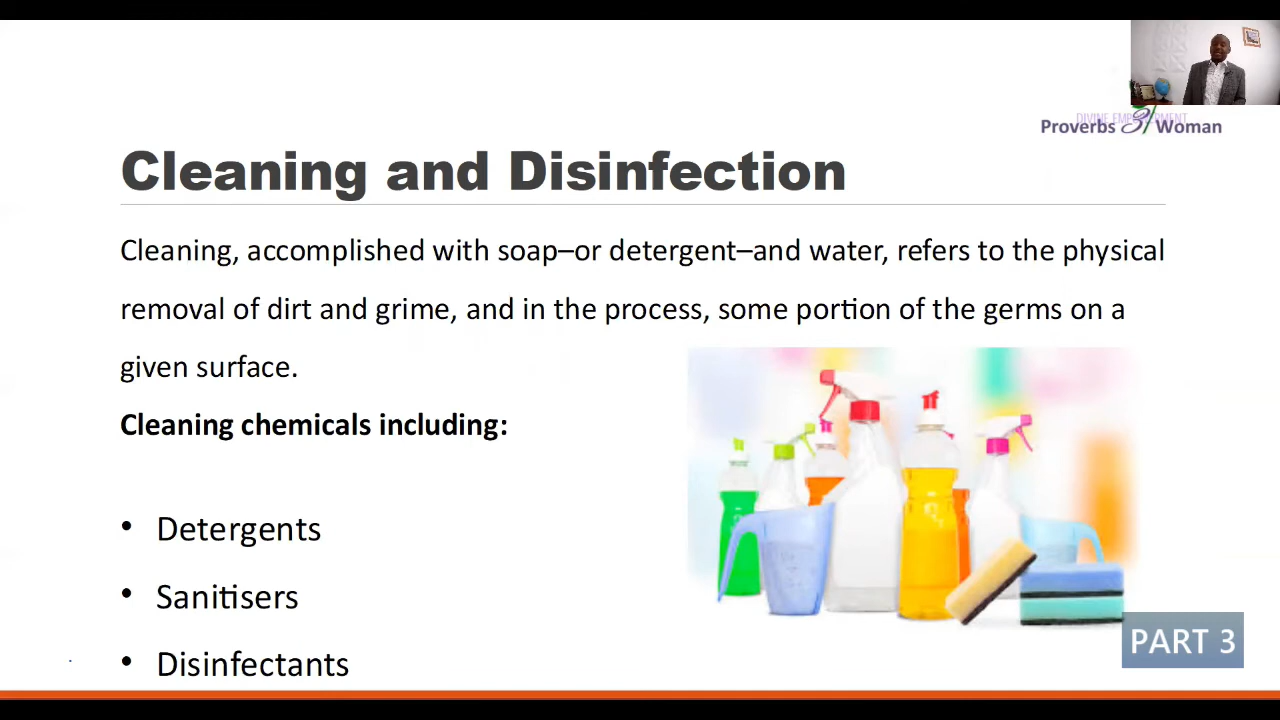 DIVINE EMPOWERMENT
Proverbs 31 Woman
Cleaning and Disinfection
Cleaning, accomplished with soap–or detergent–and water, refers to the physical
removal of dirt and grime, and in the process, some portion of the germs on a
given surface.
Cleaning chemicals including:
• Detergents
• Sanitisers
• Disinfectants
PART 3